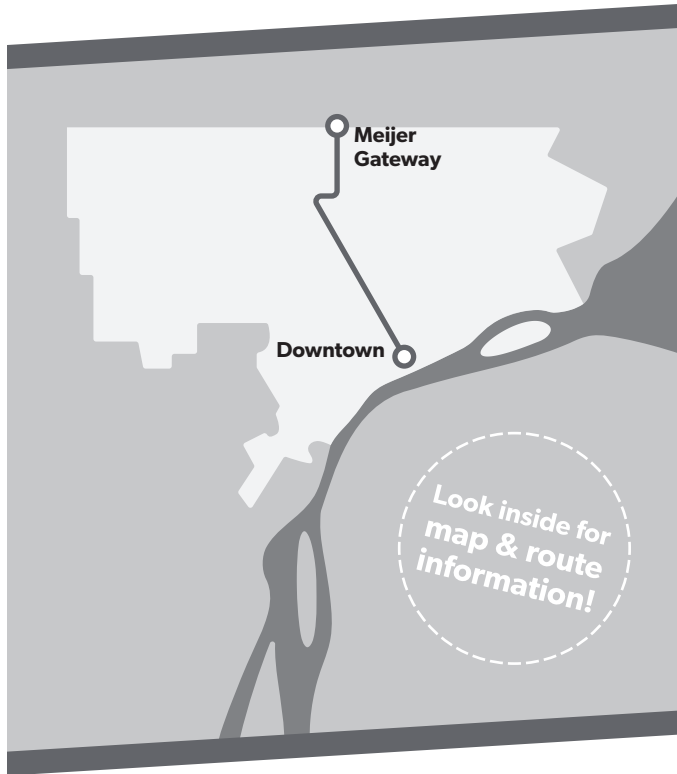 Meijer
Gateway
Downtown
Look inside for
map & route
information!